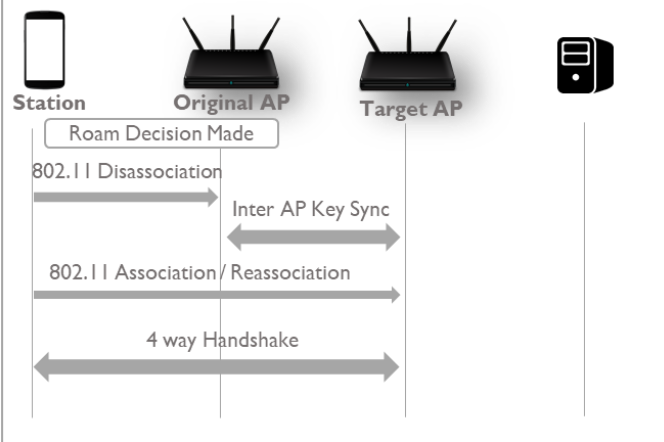 Station
Original AP
Target AP
Roam Decision Made
802.11 Disassociation
Inter AP Key Sync
802.11 Association / Reassociation
4 way Handshake